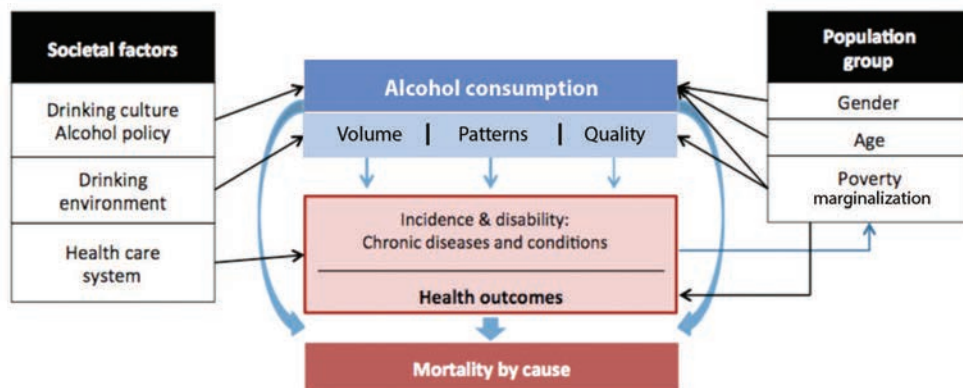 Societal factors
Drinking culture
Alcohol policy
Drinking
environment
Health care
system
Alcohol consumption
Volume | Patterns | Quality
Incidence & disability:
Chronic diseases and conditions
Health outcomes
Mortality by cause
Population
group
Gender
Age
Poverty
marginalization